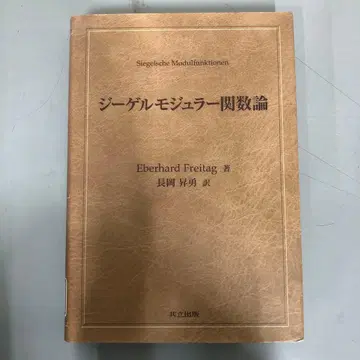 Siegelsche Modulfunktionen
ジーゲルモジュラー関数論
Eberhard Freitag 著
長岡 昇勇 訳
共立出版